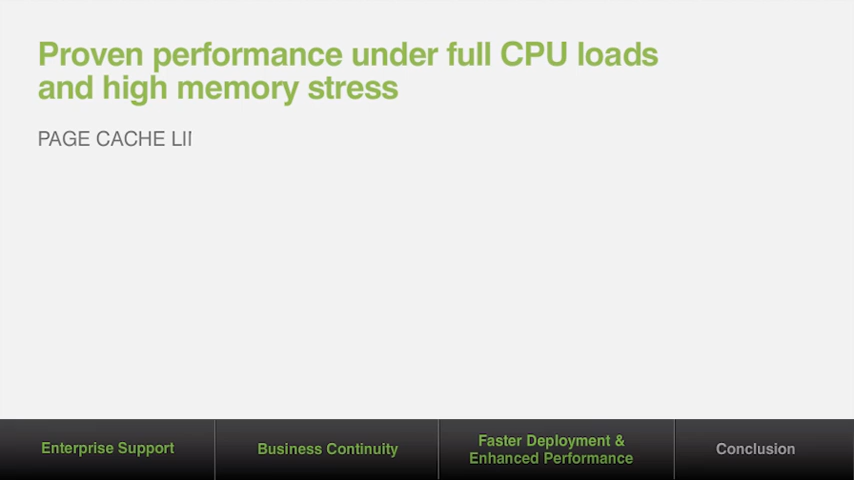 Proven performance under full CPU loads
and high memory stress
PAGE CACHE
Enterprise Support
Business Continuity
Faster Deployment &
Enhanced Performance
Conclusion